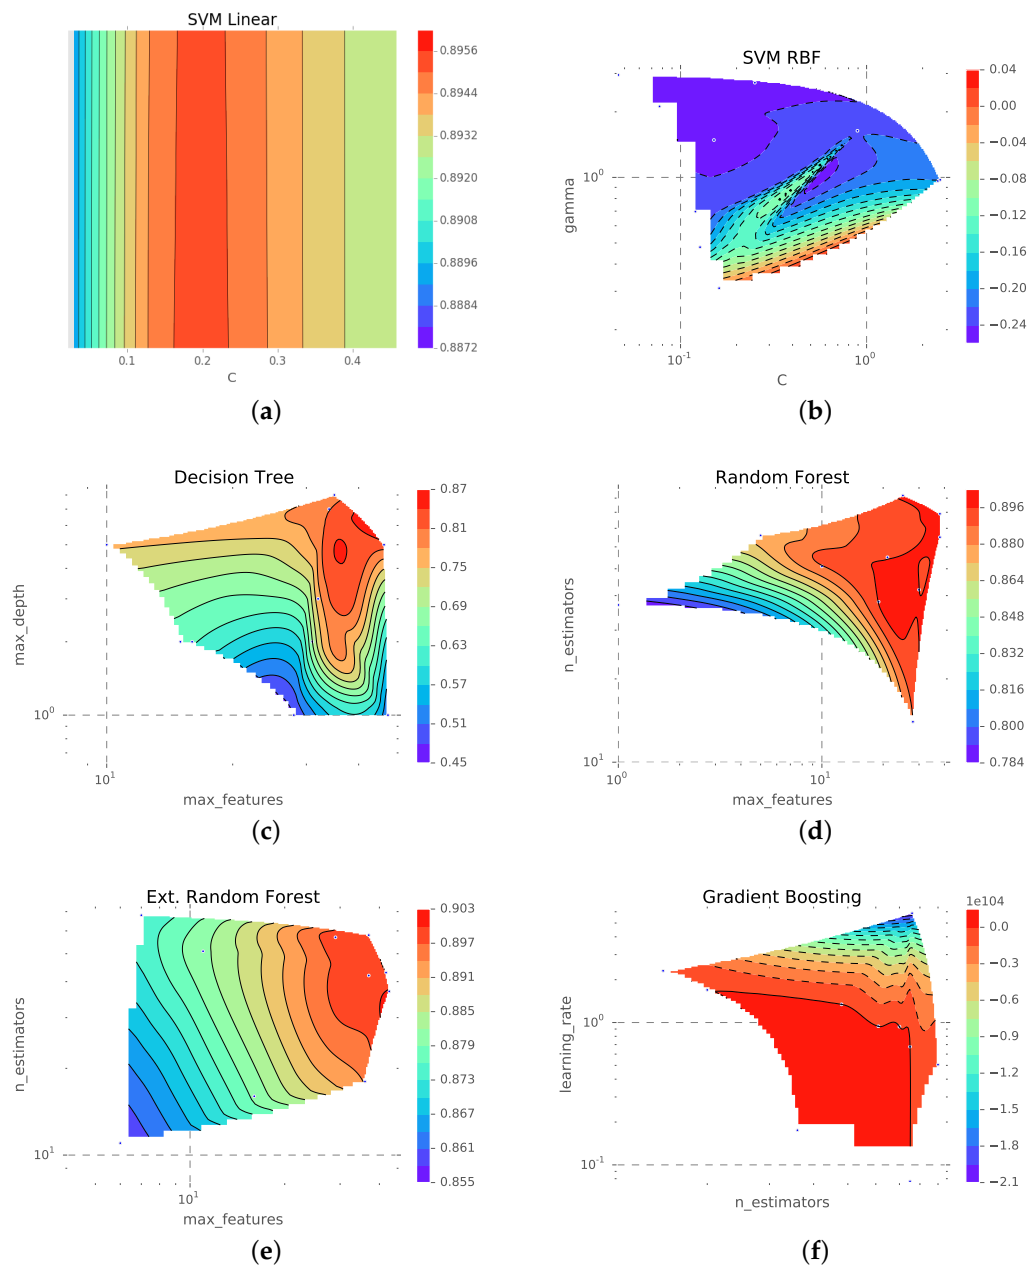 SVM Linear
0.8956
0.8944
0.8932
0.8920
0.8908
0.8896
0.8884
0.8872
0.1 0.2 0.3 0.4
C
(a)
SVM RBF
0.04
0.00
−0.04
−0.08
−0.12
−0.16
−0.20
−0.24
gamma
10^0
10^-1 10^0
C
(b)
Decision Tree
0.87
0.81
0.75
0.69
0.63
0.57
0.51
0.45
max_depth
10^0
10^1
max_features
(c)
Random Forest
0.896
0.880
0.864
0.848
0.832
0.816
0.800
0.784
n_estimators
10^1
10^0 10^1
max_features
(d)
Ext. Random Forest
0.903
0.897
0.891
0.885
0.879
0.873
0.867
0.861
0.855
n_estimators
10^1
10^1
max_features
(e)
Gradient Boosting
1e104
0.0
−0.3
−0.6
−0.9
−1.2
−1.5
−1.8
−2.1
learning_rate
10^0
10^-1
n_estimators
(f)